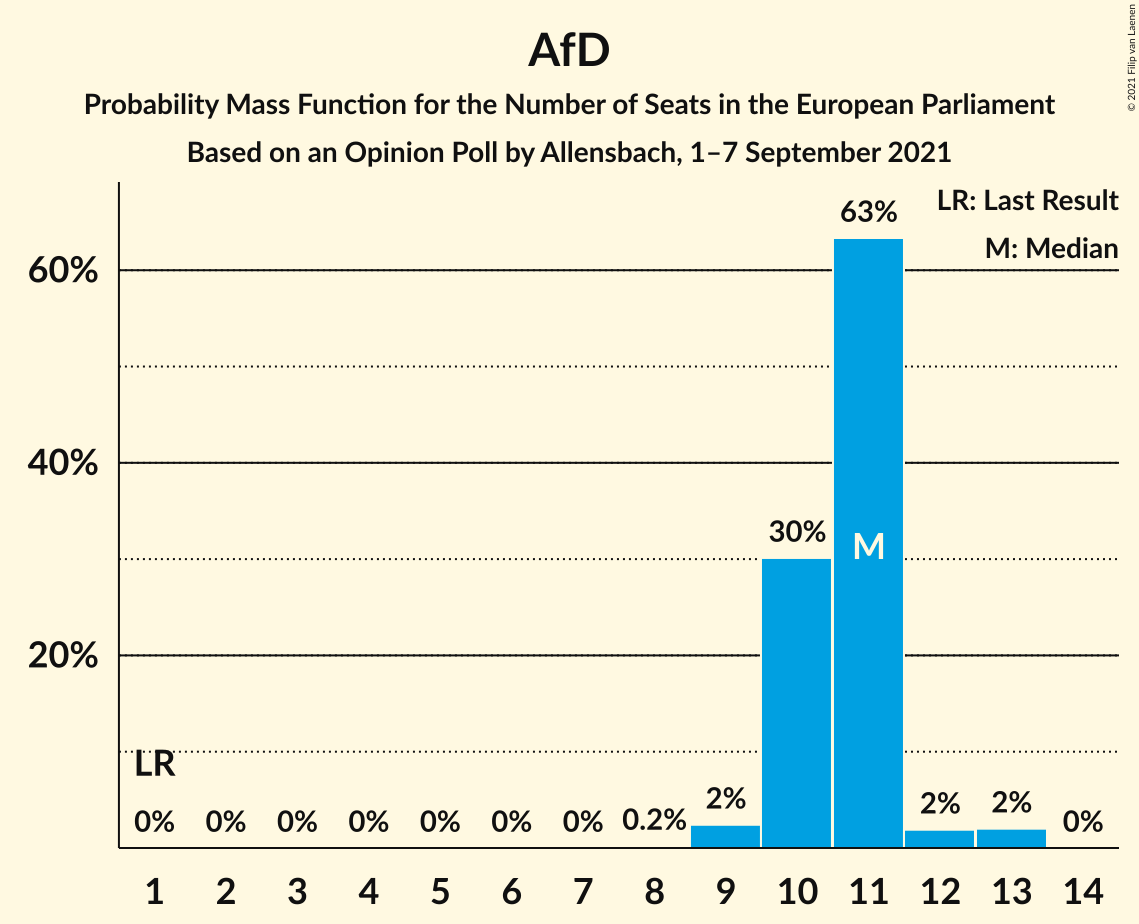 AfD
Probability Mass Function for the Number of Seats in the European Parliament
Based on an Opinion Poll by Allensbach, 1–7 September 2021
© 2021 Filip van Laenen
LR: Last Result
M: Median
63%
60%
40%
30%
M
20%
LR
0% 0% 0% 0% 0% 0% 0% 0.2% 2% 2% 2% 0%
1 2 3 4 5 6 7 8 9 10 11 12 13 14